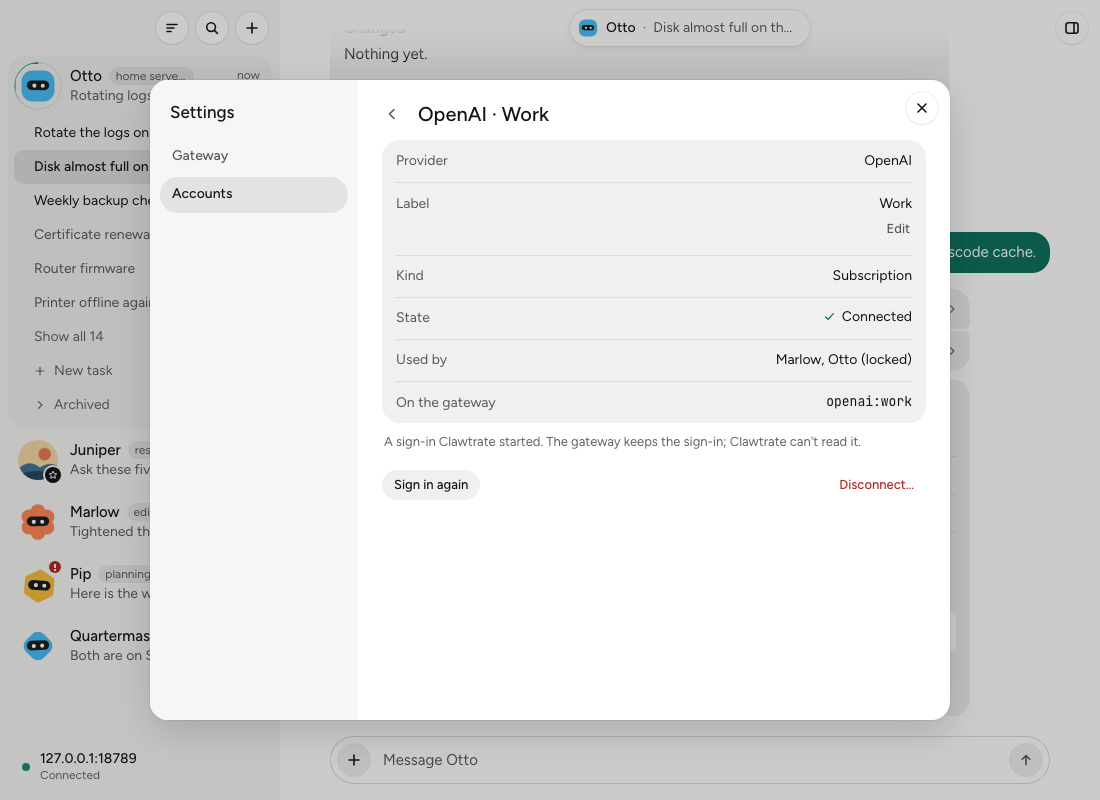 Otto · Disk almost full on th…
Nothing yet.
Otto home serve… now
Rotating logs
Rotate the logs on
Disk almost full on
Weekly backup che
Certificate renewa
Router firmware
Printer offline again
Show all 14
New task
Archived
Juniper res
Ask these fiv
Marlow edi
Tightened th
Pip planning
Here is the w
Quartermas
Both are on S
127.0.0.1:18789
Connected
Settings
Gateway
Accounts
OpenAI · Work
Provider OpenAI
Label Work
Edit
Kind Subscription
State Connected
Used by Marlow, Otto (locked)
On the gateway openai:work
A sign-in Clawtrate started. The gateway keeps the sign-in; Clawtrate can't read it.
Sign in again Disconnect…
scode cache.
Message Otto